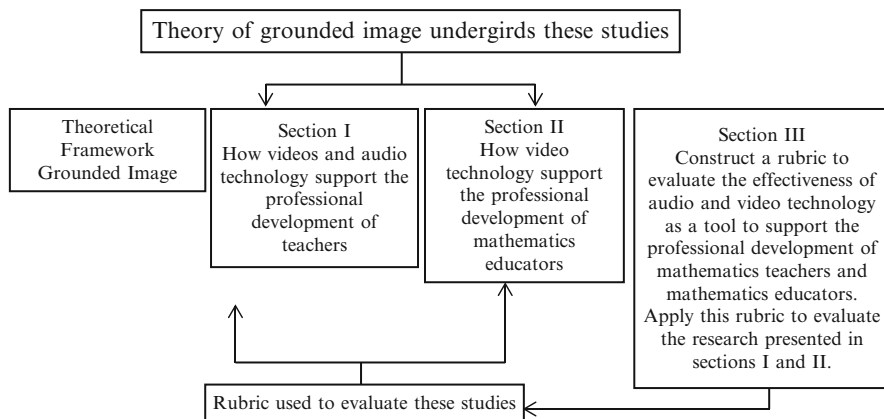 Theory of grounded image undergirds these studies
Theoretical
Framework
Grounded Image
Section I
How videos and audio
technology support the
professional
development of
teachers
Section II
How video
technology support
the professional
development of
mathematics
educators
Section III
Construct a rubric to
evaluate the effectiveness of
audio and video technology
as a tool to support the
professional development of
mathematics teachers and
mathematics educators.
Apply this rubric to evaluate
the research presented in
sections I and II.
Rubric used to evaluate these studies